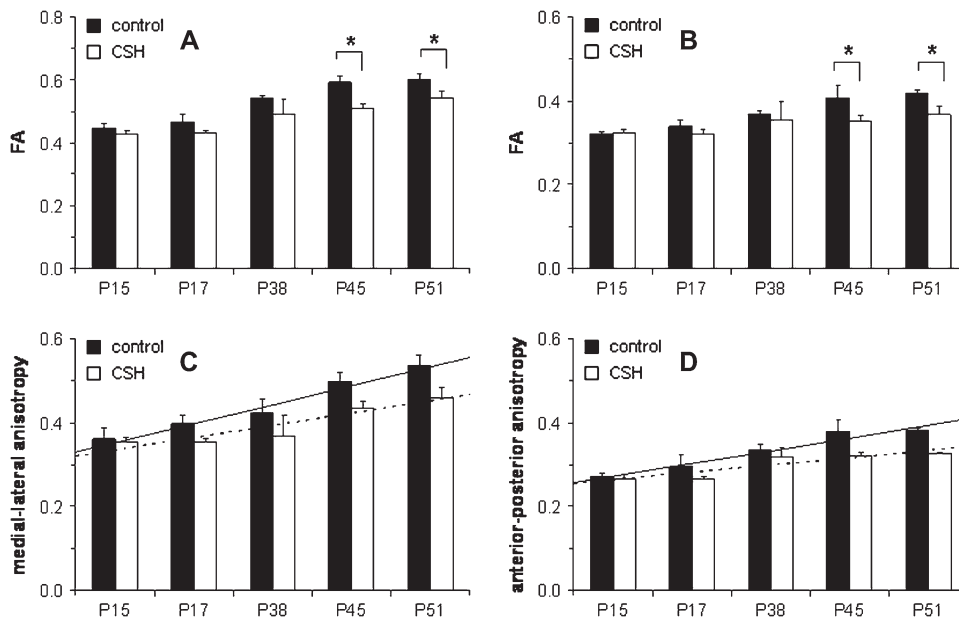 control
CSH
A
*
*
FA
0.8
0.6
0.4
0.2
0.0
P15 P17 P38 P45 P51
control
CSH
B
*
*
FA
0.6
0.4
0.2
0.0
P15 P17 P38 P45 P51
control
CSH
C
medial-lateral anisotropy
0.6
0.4
0.2
0.0
P15 P17 P38 P45 P51
control
CSH
D
anterior-posterior anisotropy
0.6
0.4
0.2
0.0
P15 P17 P38 P45 P51